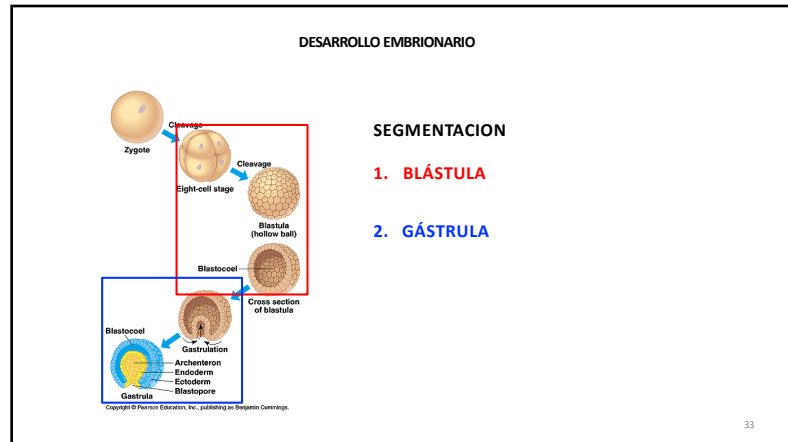 DESARROLLO EMBRIONARIO
Cleavage
Zygote
Cleavage
Eight-cell stage
Blastula
(hollow ball)
Blastocoel
Cross section
of blastula
Blastocoel
Gastrulation
Archenteron
Endoderm
Ectoderm
Blastopore
Gastrula
Copyright © Pearson Education, Inc., publishing as Benjamin Cummings.
SEGMENTACION
1. BLÁSTULA
2. GÁSTRULA
33